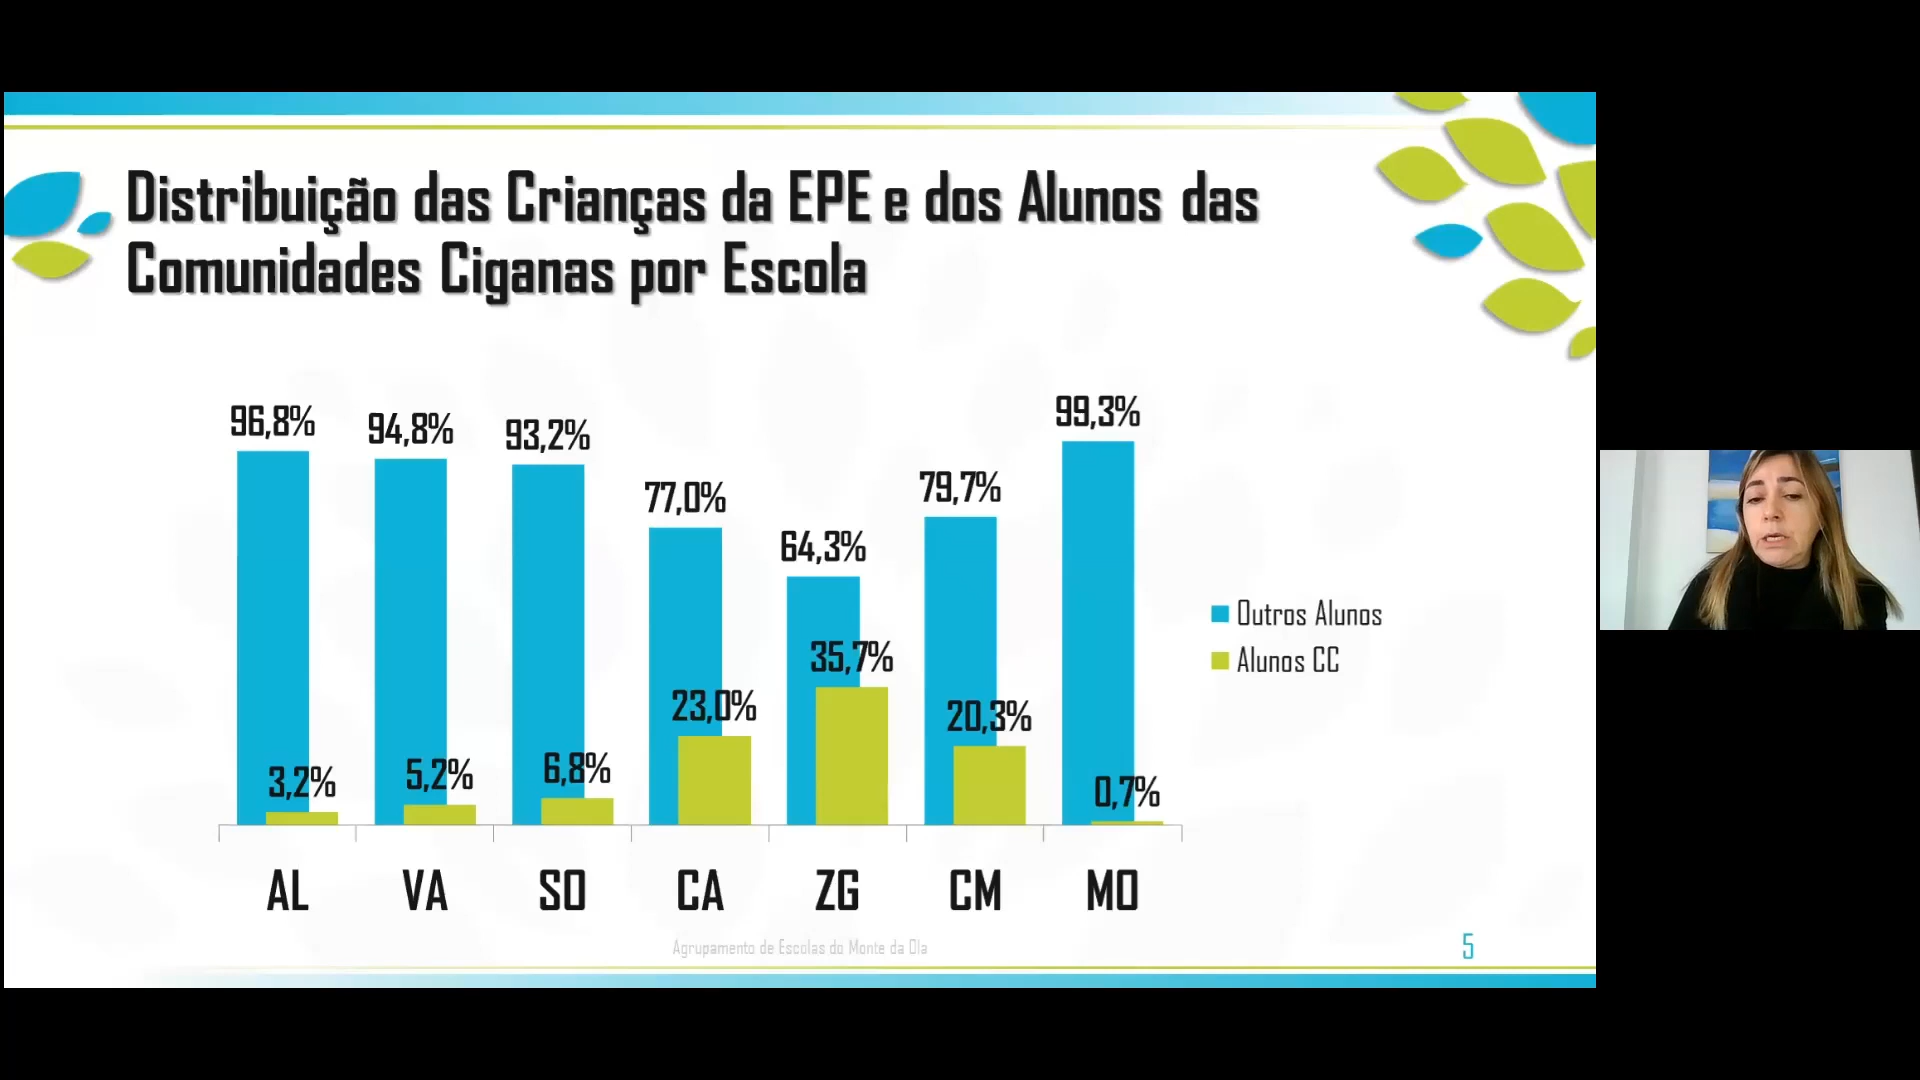 Distribuição das Crianças da EPE e dos Alunos das
Comunidades Ciganas por Escola
96,8%
94,8%
93,2%
77,0%
64,3%
79,7%
99,3%
3,2%
5,2%
6,8%
23,0%
35,7%
20,3%
0,7%
Outros Alunos
Alunos CC
AL
VA
SO
CA
ZG
CM
MO
Agrupamento de Escolas do Monte da Ola
5